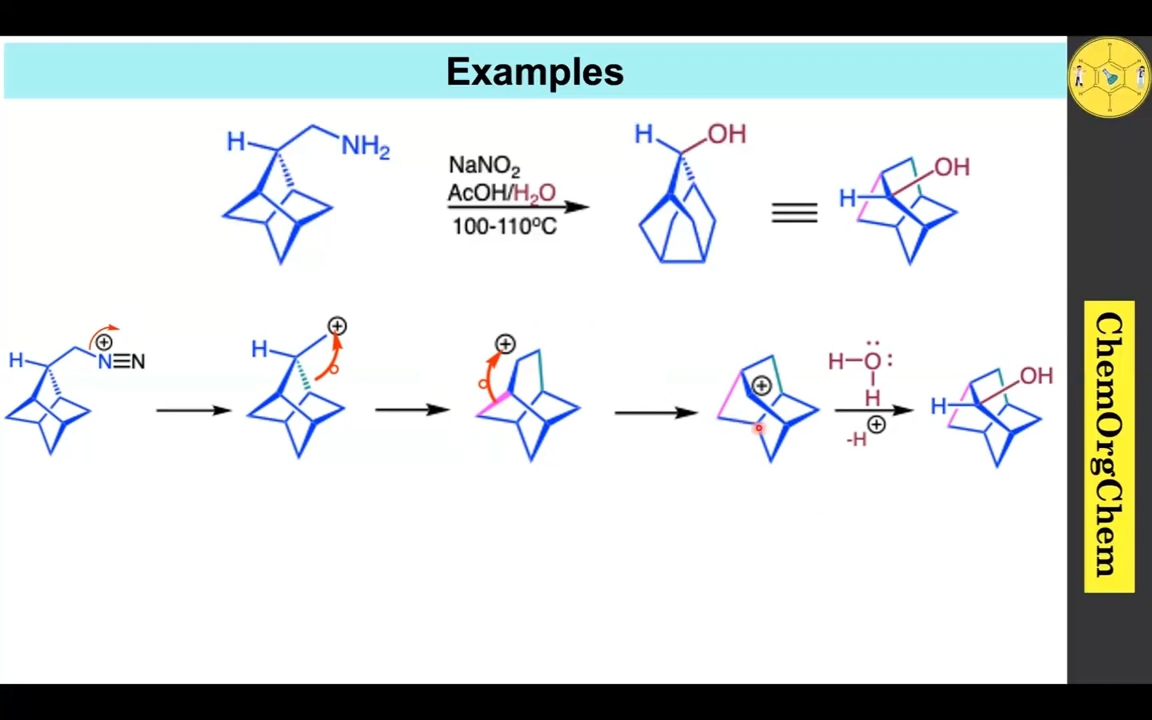 Examples
H
NH2
NaNO2
AcOH/H2O
100-110ºC
H
OH
H
OH
H
⊕
N≡N
H
⊕
⊕
⊕
H–O:
H
-H⊕
H
OH
ChemOrgChem